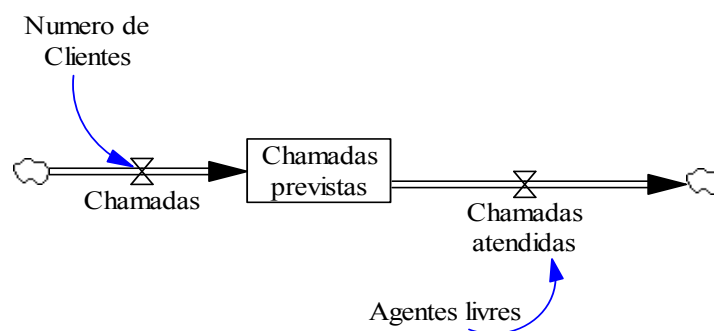 Numero de
Clientes
Chamadas
previstas
Chamadas
Chamadas
atendidas
Agentes livres